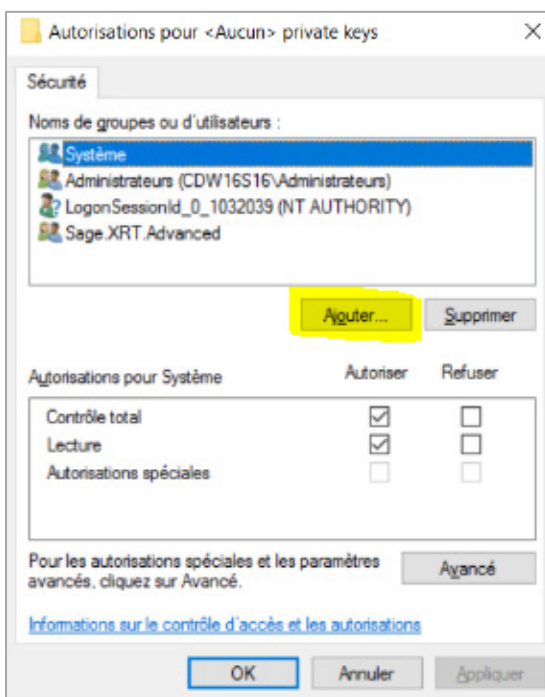 Autorisations pour <Aucun> private keys
Sécurité
Noms de groupes ou d'utilisateurs :
Système
Administrateurs (CDW16S16\Administrateurs)
LogonSessionId_0_1032039 (NT AUTHORITY)
Sage.XRT.Advanced
Ajouter... Supprimer
Autorisations pour Système Autoriser Refuser
Contrôle total
Lecture
Autorisations spéciales
Pour les autorisations spéciales et les paramètres
avancés, cliquez sur Avancé. Avancé
Informations sur le contrôle d'accès et les autorisations
OK Annuler Appliquer